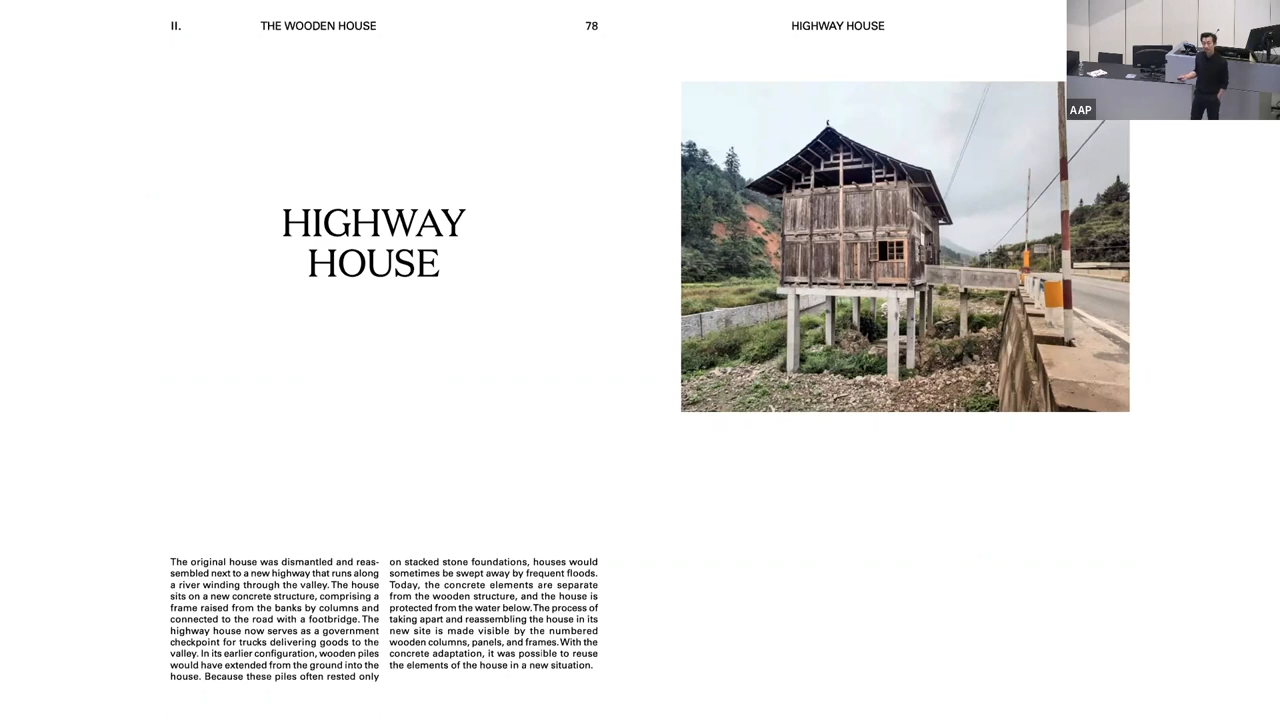 II.
THE WOODEN HOUSE
78
HIGHWAY HOUSE
AAP
HIGHWAY
HOUSE
The original house was dismantled and reas-
sembled next to a new highway that runs along
a river winding through the valley. The house
sits on a new concrete structure, comprising a
frame raised from the banks by columns and
connected to the road with a footbridge. The
highway house now serves as a government
checkpoint for trucks delivering goods to the
valley. In its earlier configuration, wooden piles
would have extended from the ground into the
house. Because these piles often rested only
on stacked stone foundations, houses would
sometimes be swept away by frequent floods.
Today, the concrete elements are separate
from the wooden structure, and the house is
protected from the water below. The process of
taking apart and reassembling the house in its
new site is made visible by the numbered
wooden columns, panels, and frames. With the
concrete adaptation, it was possible to reuse
the elements of the house in a new situation.